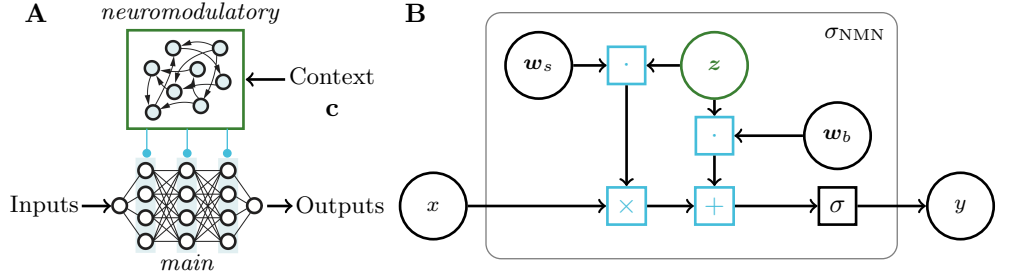 A
neuromodulatory
Context
c
Inputs
Outputs
main
B
σNMN
ws
·
z
·
wb
x
×
+
σ
y